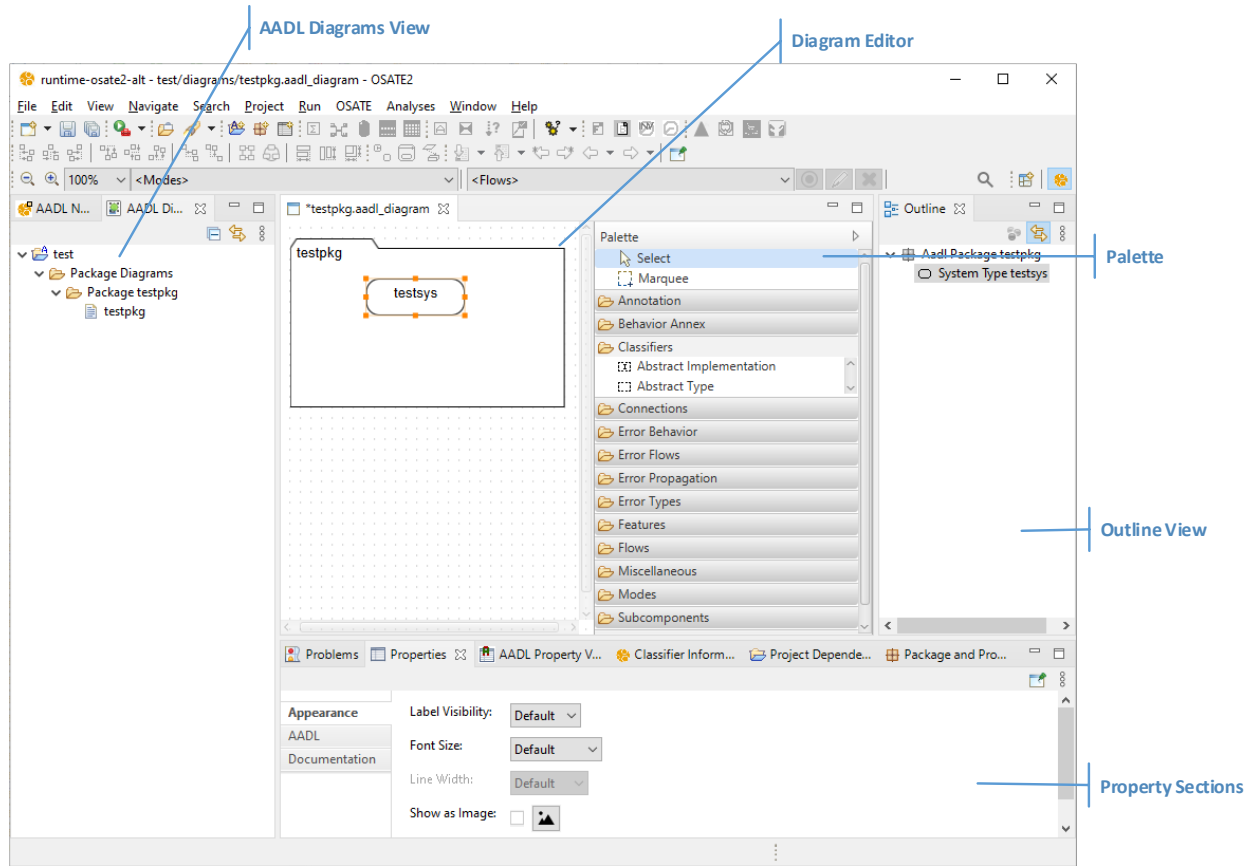 AADL Diagrams View
Diagram Editor
runtime-osate2-alt - test/diagrams/testpkg.aadl_diagram - OSATE2
File Edit View Navigate Search Project Run OSATE Analyses Window Help
100% <Modes> <Flows>
AADL N... AADL Di... *testpkg.aadl_diagram Outline
test
Package Diagrams
Package testpkg
testpkg
testpkg
testsys
Palette
Select
Marquee
Annotation
Behavior Annex
Classifiers
Abstract Implementation
Abstract Type
Connections
Error Behavior
Error Flows
Error Propagation
Error Types
Features
Flows
Miscellaneous
Modes
Subcomponents
Aadl Package testpkg
System Type testsys
Palette
Outline View
Problems Properties AADL Property V... Classifier Inform... Project Depende... Package and Pro...
Appearance
AADL
Documentation
Label Visibility: Default
Font Size: Default
Line Width: Default
Show as Image:
Property Sections